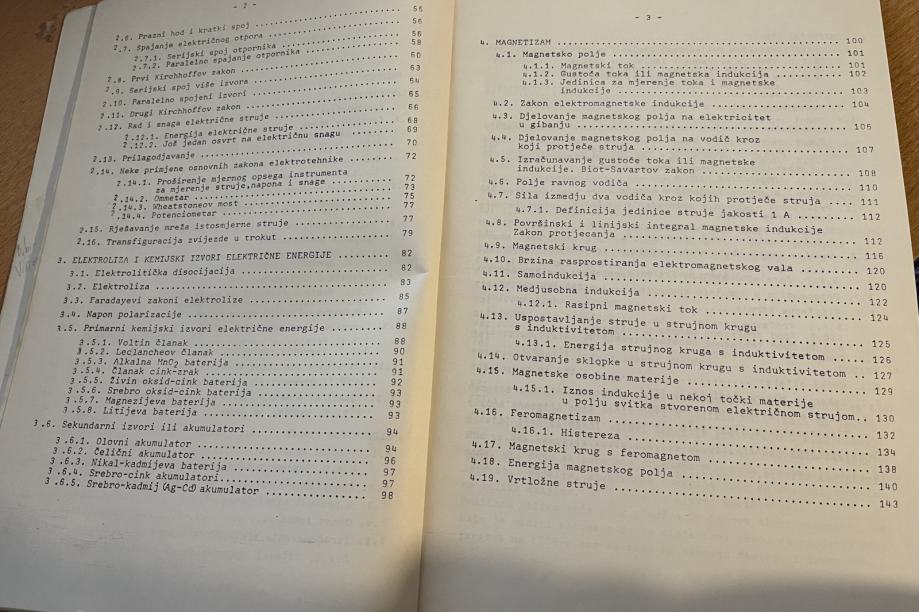 - 2 -
55
2.6. Prazni hod i kratki spoj ........ 56
2.7. Spajanje električnog otpora ........ 56
2.7.1. Serijski spoj otpornika ........ 58
2.7.2. Paralelno spajanje otpornika ........ 60
2.8. Prvi Kirchhoffov zakon ........ 63
2.9. Serijski spoj više izvora ........ 64
2.10. Paralelno spojeni izvori ........ 65
2.11. Drugi Kirchhoffov zakon ........ 66
2.12. Rad i snaga električne struje ........ 68
2.12.1. Energija električne struje ........ 69
2.12.2. Još jedan osvrt na električnu snagu ........ 70
2.13. Prilagodjavanje ........ 72
2.14. Neke primjene osnovnih zakona elektrotehnike ........
2.14.1. Proširenje mjernog opsega instrumenta
za mjerenje struje,napona i snage ........ 72
2.14.2. Ommetar ........ 73
2.14.3. Wheatstoneov most ........ 75
2.14.4. Potenciometar ........ 77
2.15. Rješavanje mreža istosmjerne struje ........ 77
2.16. Transfiguracija zvijezde u trokut ........ 79
3. ELEKTROLIZA I KEMIJSKI IZVORI ELEKTRIČNE ENERGIJE ........ 82
3.1. Elektrolitička disocijacija ........ 82
3.2. Elektroliza ........ 83
3.3. Faradayevi zakoni elektrolize ........ 85
3.4. Napon polarizacije ........ 87
3.5. Primarni kemijski izvori električne energije ........ 88
3.5.1. Voltin članak ........ 88
3.5.2. Leclancheov članak ........ 90
3.5.3. Alkalna MnO2 baterija ........ 91
3.5.4. Članak cink-zrak ........ 91
3.5.5. Živin oksid-cink baterija ........ 92
3.5.6. Srebro oksid-cink baterija ........ 93
3.5.7. Magnezijeva baterija ........ 93
3.5.8. Litijeva baterija ........ 93
3.6. Sekundarni izvori ili akumulatori ........ 94
3.6.1. Olovni akumulator ........ 94
3.6.2. Čelični akumulator ........ 96
3.6.3. Nikal-kadmijeva baterija ........ 97
3.6.4. Srebro-cink akumulatori ........ 97
3.6.5. Srebro-kadmij (Ag-Cd) akumulator ........ 98
- 3 -
4. MAGNETIZAM ........ 100
4.1. Magnetsko polje ........ 101
4.1.1. Magnetski tok ........ 101
4.1.2. Gustoća toka ili magnetska indukcija ........ 102
4.1.3. Jedinica za mjerenje toka i magnetske
indukcije ........ 103
4.2. Zakon elektromagnetske indukcije ........ 104
4.3. Djelovanje magnetskog polja na elektricitet
u gibanju ........ 106
4.4. Djelovanje magnetskog polja na vodič kroz
koji protječe struja ........ 107
4.5. Izračunavanje gustoće toka ili magnetske
indukcije. Biot-Savartov zakon ........ 108
4.6. Polje ravnog vodiča ........ 110
4.7. Sila izmedju dva vodiča kroz kojih protječe struja .... 111
4.7.1. Definicija jedinice struje jakosti 1 A ........ 112
4.8. Površinski i linijski integral magnetske indukcije
Zakon protjecanja ........ 112
4.9. Magnetski krug ........ 116
4.10. Brzina rasprostiranja elektromagnetskog vala ........ 120
4.11. Samoindukcija ........ 120
4.12. Medjusobna indukcija ........ 122
4.12.1. Rasipni magnetski tok ........ 124
4.13. Uspostavljanje struje u strujnom krugu
s induktivitetom ........ 125
4.13.1. Energija strujnog kruga s induktivitetom ........ 126
4.14. Otvaranje sklopke u strujnom krugu s induktivitetom .. 127
4.15. Magnetske osobine materije ........ 129
4.15.1. Iznos indukcije u nekoj točki materije
u polju svitka stvorenom električnom strujom.. 130
4.16. Feromagnetizam ........ 132
4.16.1. Histereza ........ 134
4.17. Magnetski krug s feromagnetom ........ 138
4.18. Energija magnetskog polja ........ 140
4.19. Vrtložne struje ........ 143